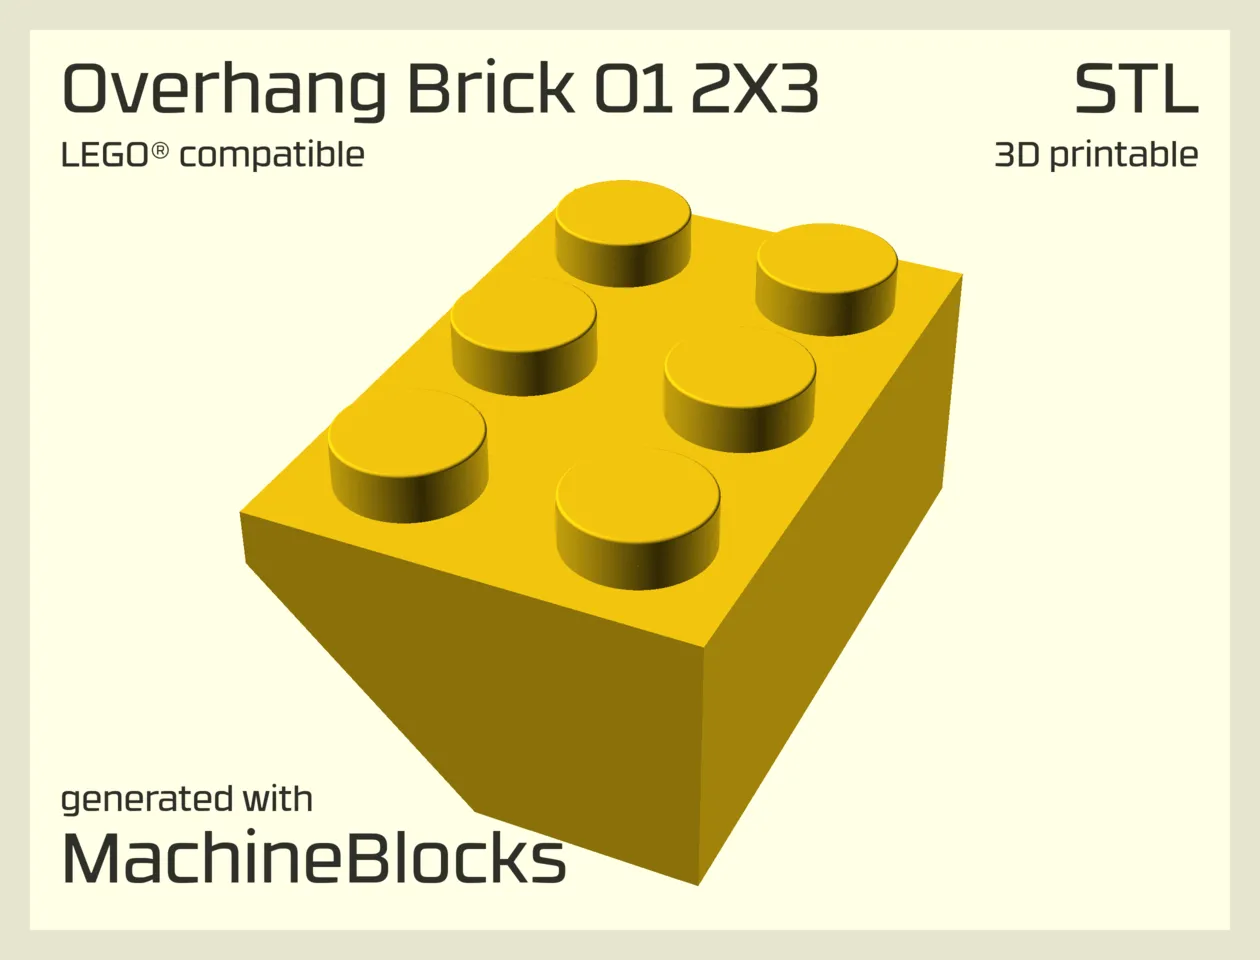 Overhang Brick 01 2X3
STL
LEGO® compatible
3D printable
generated with
MachineBlocks